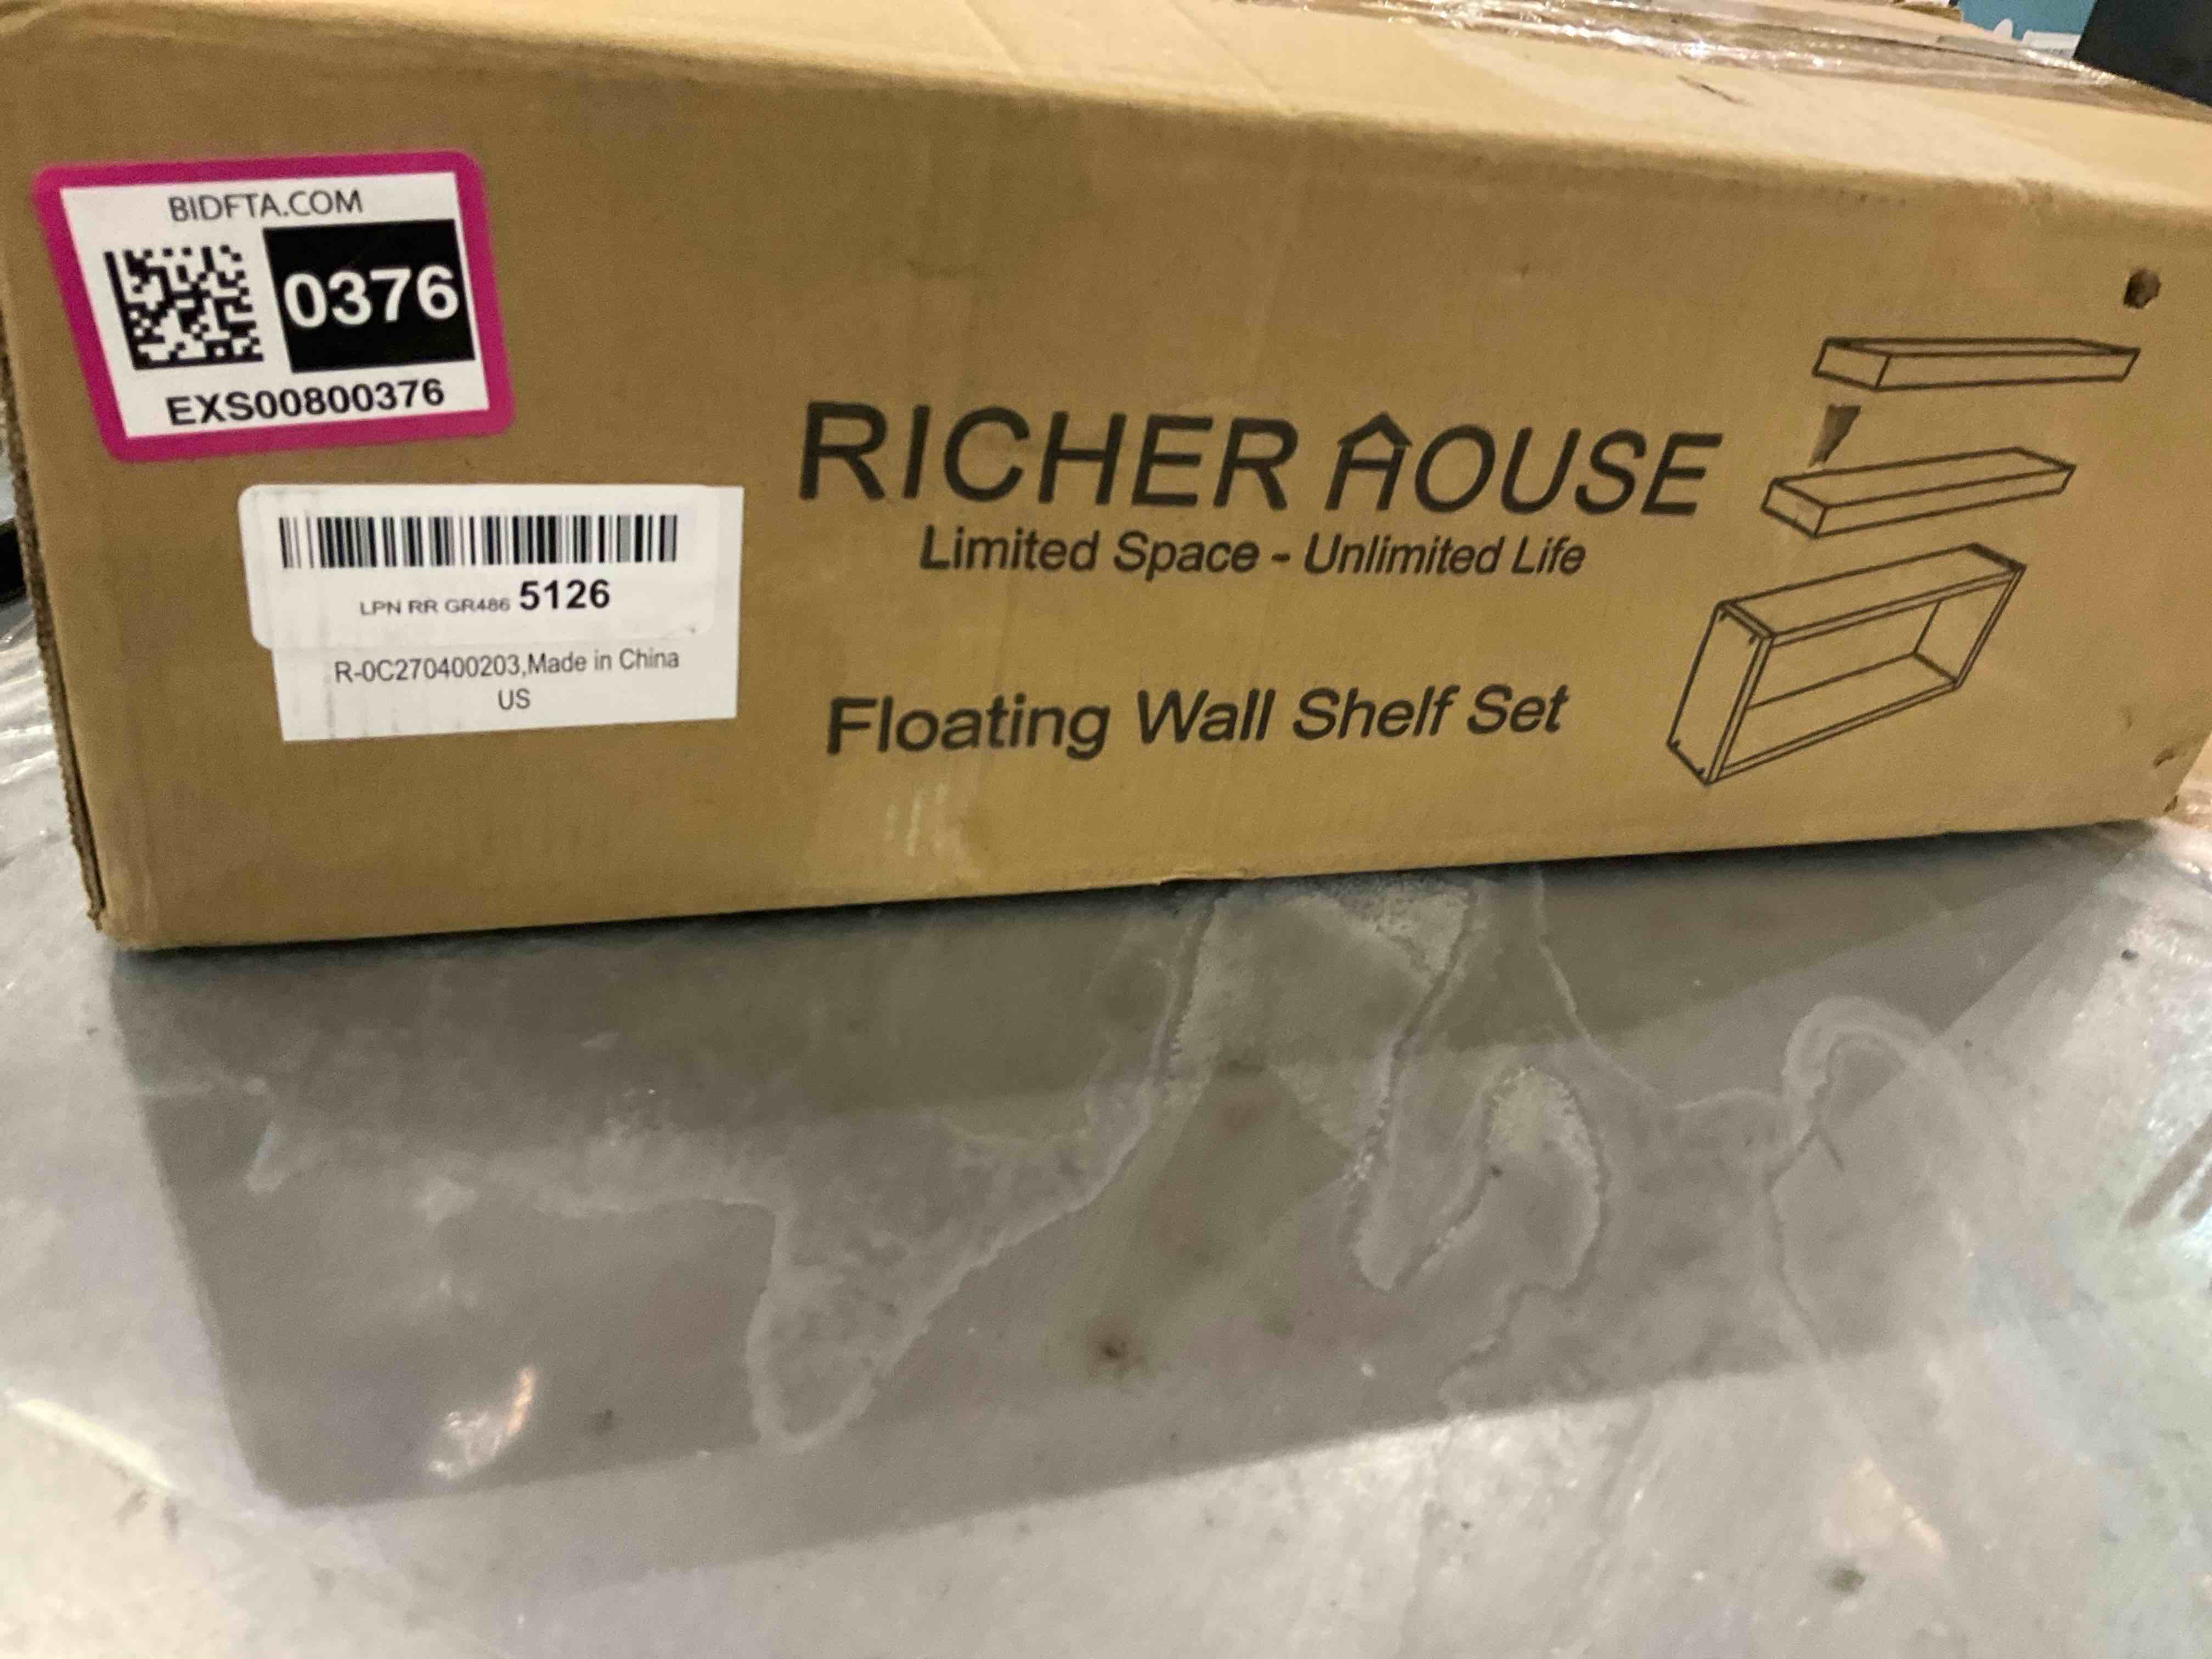 BIDFTA.COM
0376
EXS00800376
LPN RR GR486 5126
R-0C270400203,Made in China
US
RICHER HOUSE
Limited Space - Unlimited Life
Floating Wall Shelf Set